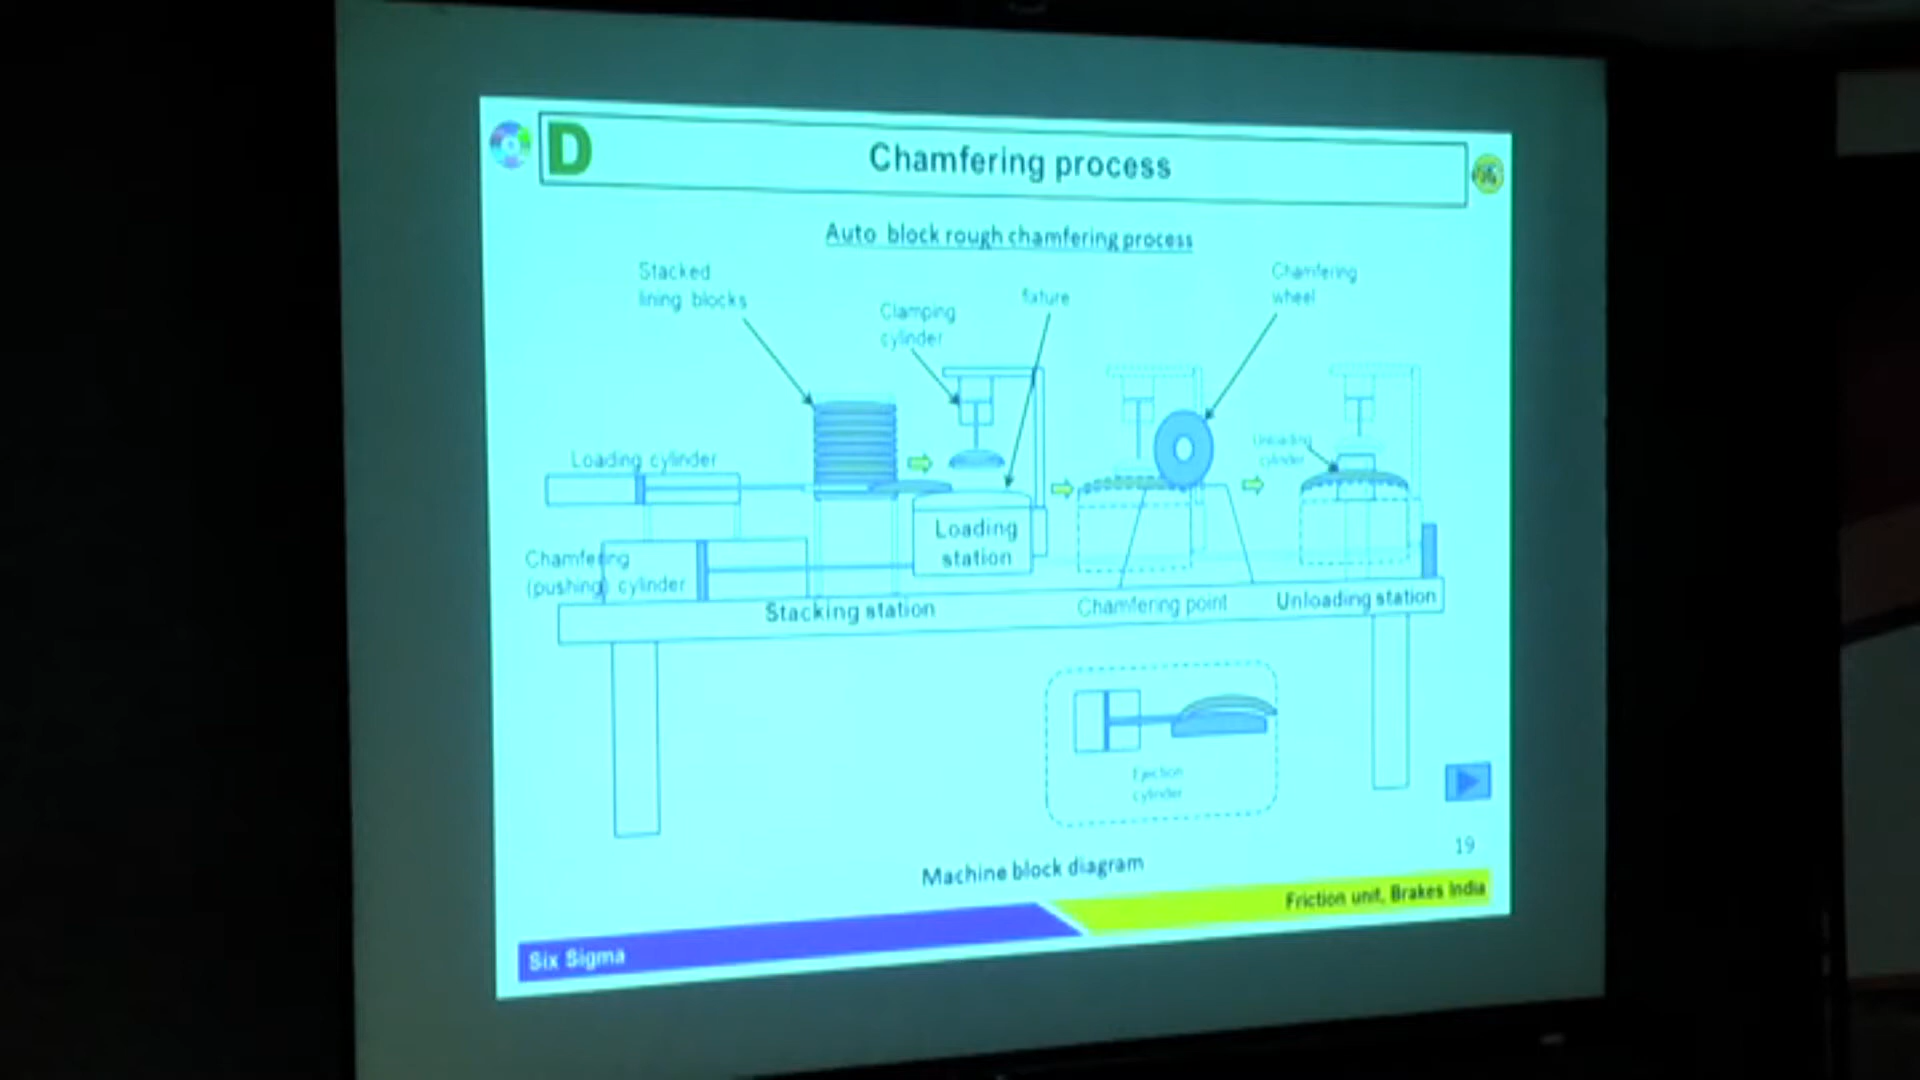 D
Chamfering process
Auto block rough chamfering process
Stacked
lining blocks
Clamping
cylinder
fixture
Chamfering
wheel
Loading cylinder
Unloading
cylinder
Loading
station
Chamfering
(pushing) cylinder
Stacking station
Chamfering point
Unloading station
Ejection
cylinder
Machine block diagram
19
Friction unit, Brakes India
Six Sigma